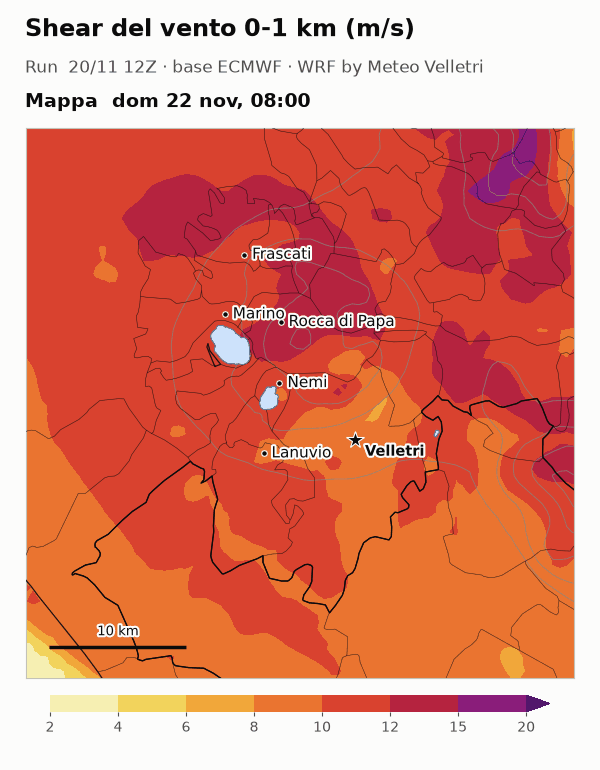 Shear del vento 0-1 km (m/s)
Run  20/11 12Z · base ECMWF · WRF by Meteo Velletri
Mappa  dom 22 nov, 08:00
Frascati
Marino
Rocca di Papa
Nemi
Lanuvio
Velletri
10 km
2 4 6 8 10 12 15 20